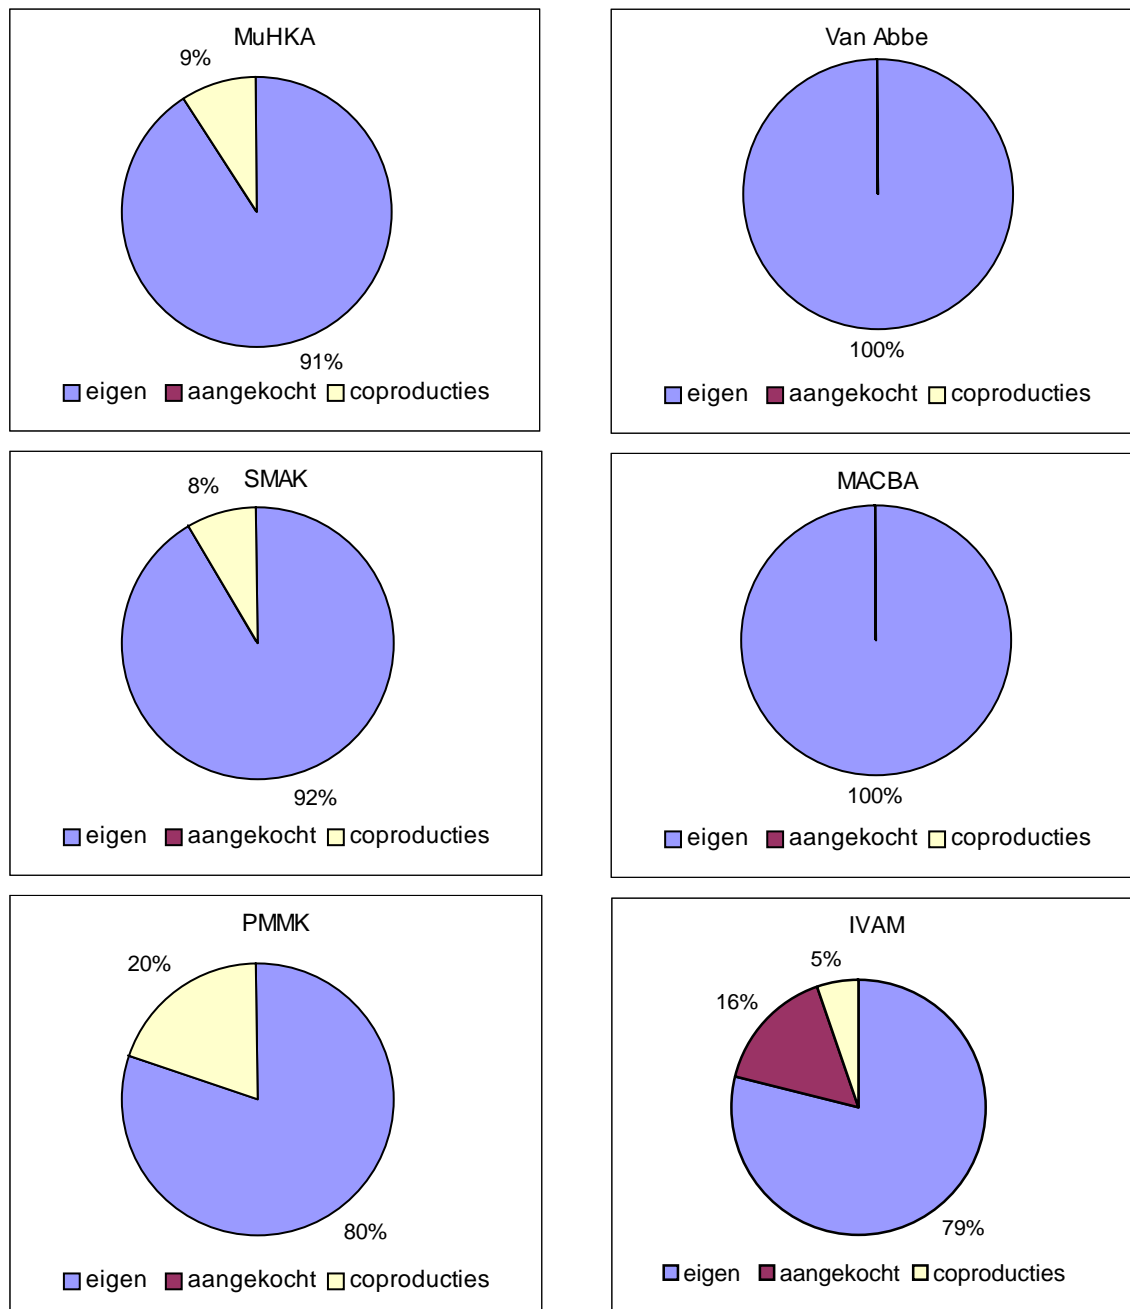 MuHKA
9%
91%
eigen aangekocht coproducties
Van Abbe
100%
eigen aangekocht coproducties
SMAK
8%
92%
eigen aangekocht coproducties
MACBA
100%
eigen aangekocht coproducties
PMMK
20%
80%
eigen aangekocht coproducties
IVAM
5%
16%
79%
eigen aangekocht coproducties